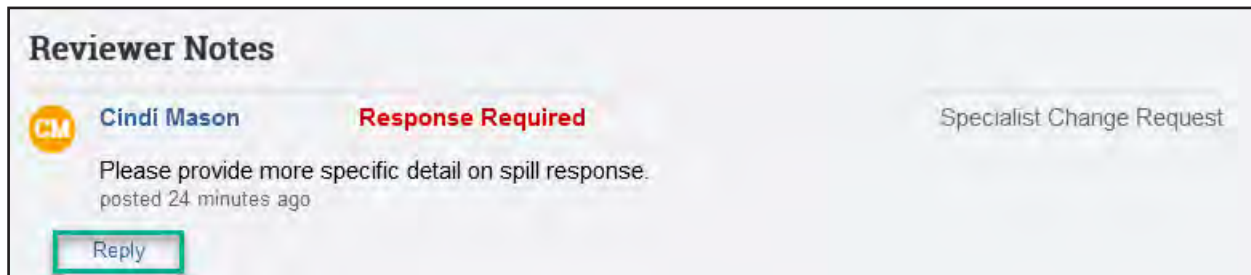 Reviewer Notes
CM Cindi Mason Response Required Specialist Change Request
Please provide more specific detail on spill response.
posted 24 minutes ago
Reply